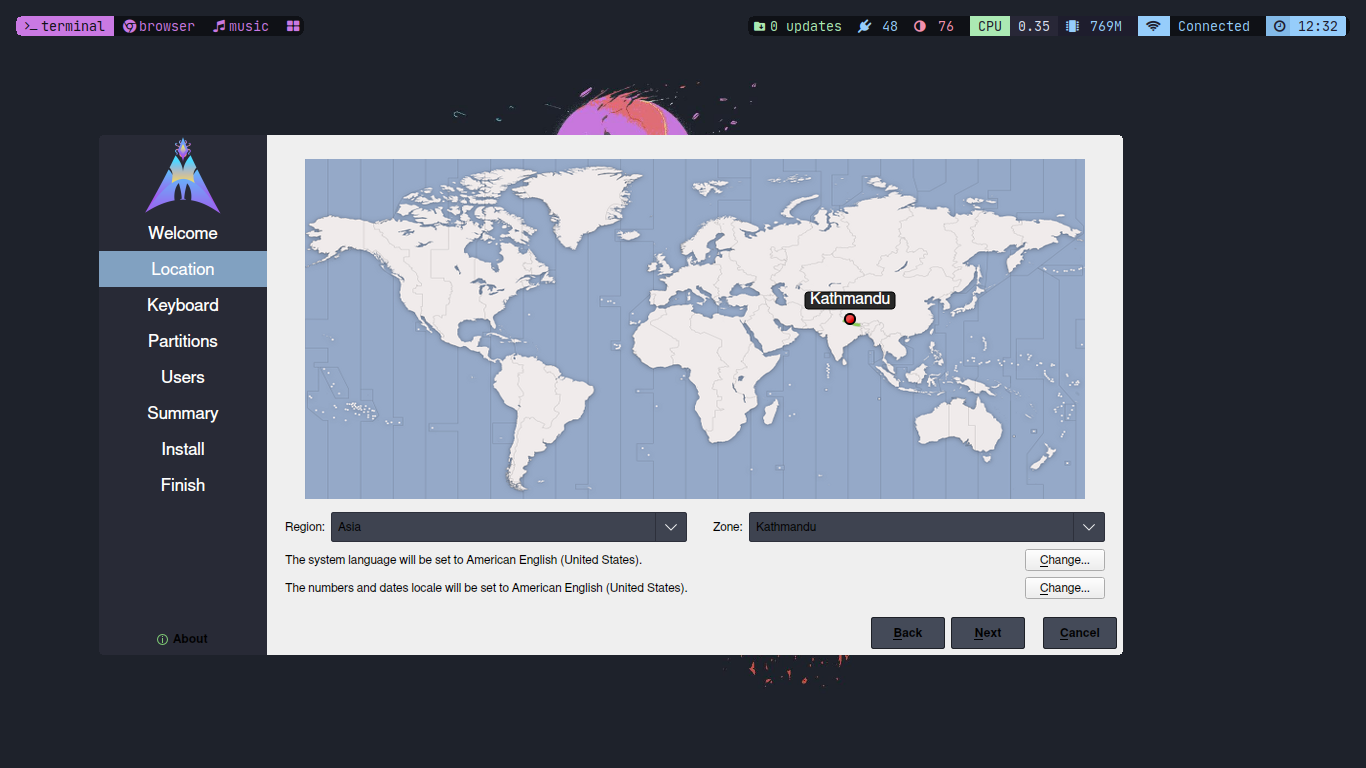 terminal browser music 0 updates 48 76 CPU 0.35 769M Connected 12:32
Welcome
Location
Keyboard
Partitions
Users
Summary
Install
Finish
About
Kathmandu
Region: Asia Zone: Kathmandu
The system language will be set to American English (United States). Change...
The numbers and dates locale will be set to American English (United States). Change...
Back Next Cancel